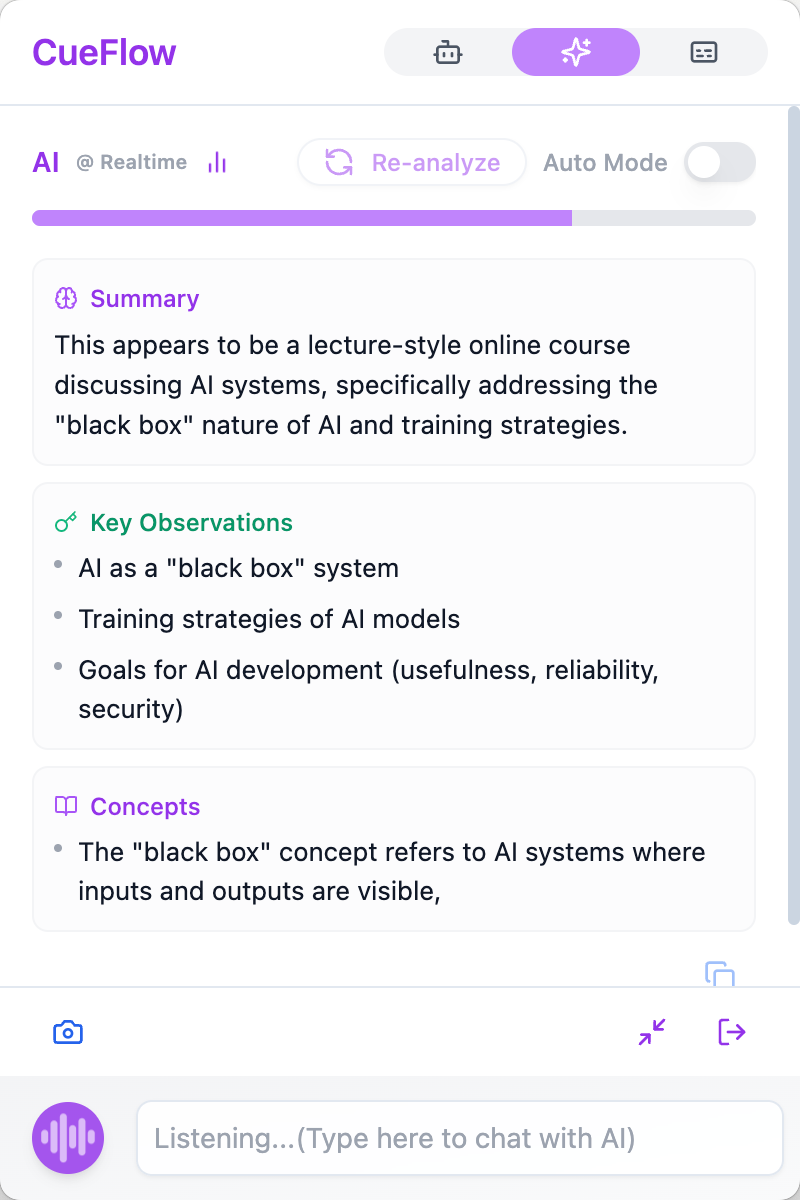 CueFlow
AI @ Realtime Re-analyze Auto Mode
Summary
This appears to be a lecture-style online course
discussing AI systems, specifically addressing the
"black box" nature of AI and training strategies.
Key Observations
AI as a "black box" system
Training strategies of AI models
Goals for AI development (usefulness, reliability,
security)
Concepts
The "black box" concept refers to AI systems where
inputs and outputs are visible,
Listening...(Type here to chat with AI)